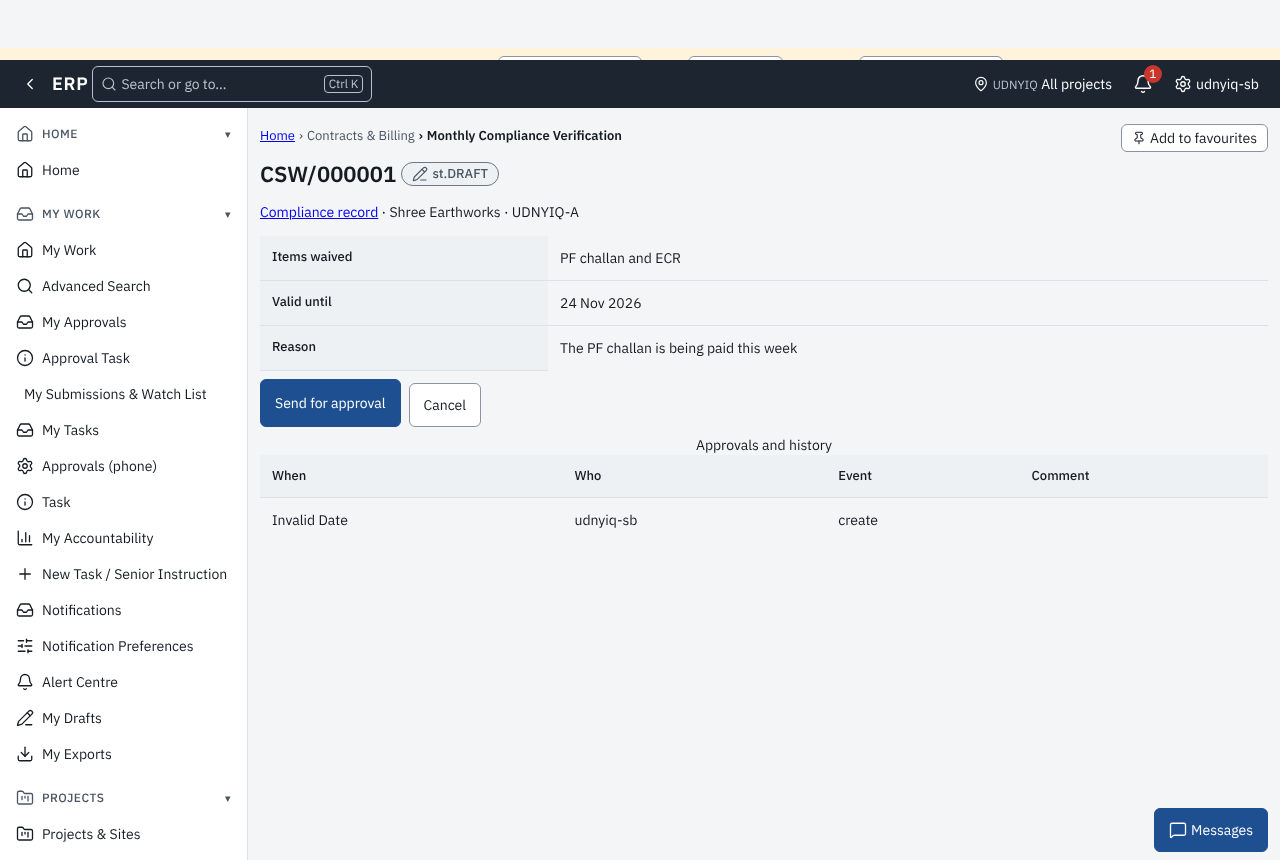 ERP
Search or go to...
Ctrl K
UDNYIQ All projects
1
udnyiq-sb
HOME
Home
MY WORK
My Work
Advanced Search
My Approvals
Approval Task
My Submissions & Watch List
My Tasks
Approvals (phone)
Task
My Accountability
New Task / Senior Instruction
Notifications
Notification Preferences
Alert Centre
My Drafts
My Exports
PROJECTS
Projects & Sites
Home › Contracts & Billing › Monthly Compliance Verification
Add to favourites
CSW/000001 st.DRAFT
Compliance record · Shree Earthworks · UDNYIQ-A
Items waived PF challan and ECR
Valid until 24 Nov 2026
Reason The PF challan is being paid this week
Send for approval Cancel
Approvals and history
When Who Event Comment
Invalid Date udnyiq-sb create
Messages